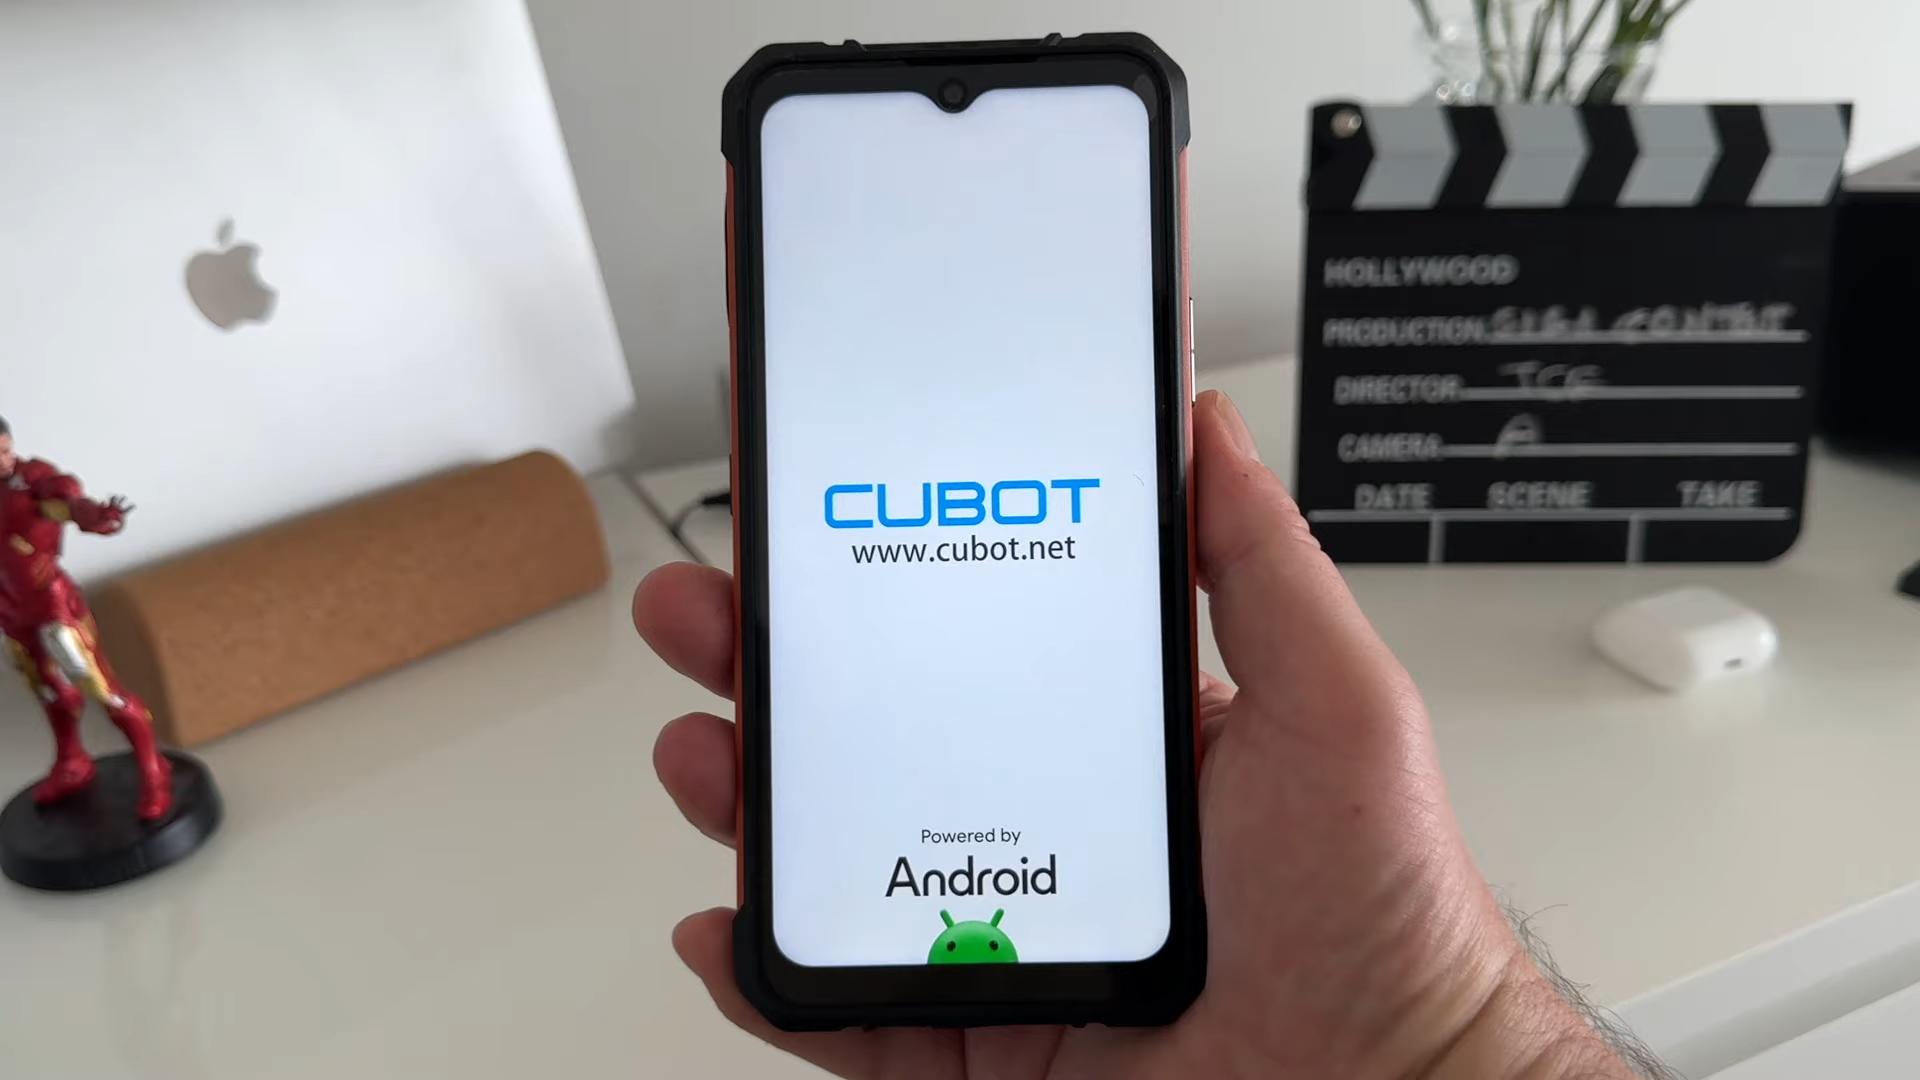 CUBOT
www.cubot.net
Powered by
Android
HOLLYWOOD
PRODUCTION
DIRECTOR
CAMERA A
DATE SCENE TAKE